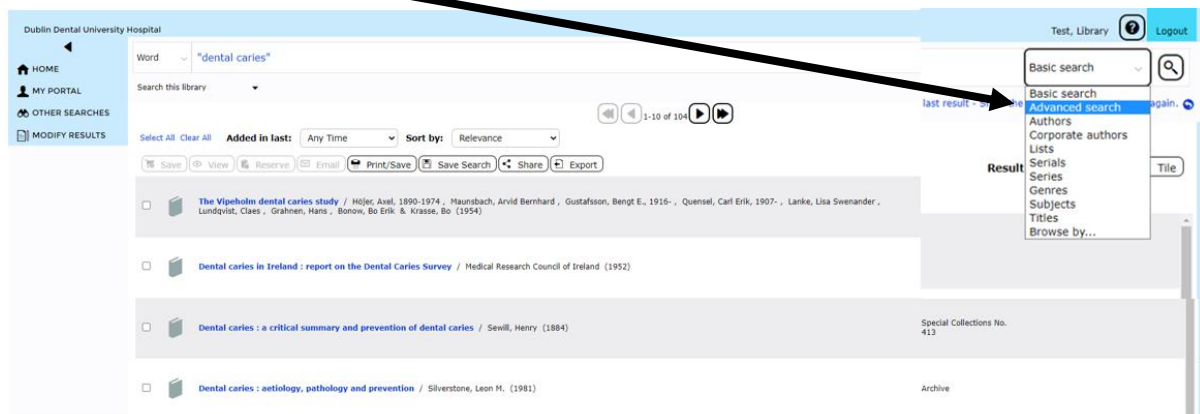 Dublin Dental University Hospital
Test, Library ? Logout
HOME
MY PORTAL
OTHER SEARCHES
MODIFY RESULTS
Word "dental caries"
Basic search
Search this library
Basic search
Advanced search
Authors
Corporate authors
Lists
Serials
Series
Genres
Subjects
Titles
Browse by...
last result - again.
1-10 of 104
Select All Clear All Added in last: Any Time Sort by: Relevance
Result Tile
Save View Reserve Email Print/Save Save Search Share Export
The Vipeholm dental caries study / Höjer, Axel, 1890-1974 , Maunsbach, Arvid Bernhard , Gustafsson, Bengt E., 1916- , Quensel, Carl Erik, 1907- , Lanke, Lisa Swenander ,
Lundqvist, Claes , Grahnen, Hans , Bonow, Bo Erik & Krasse, Bo (1954)
Dental caries in Ireland : report on the Dental Caries Survey / Medical Research Council of Ireland (1952)
Dental caries : a critical summary and prevention of dental caries / Sewill, Henry (1884)
Special Collections No.
413
Dental caries : aetiology, pathology and prevention / Silverstone, Leon M. (1981)
Archive